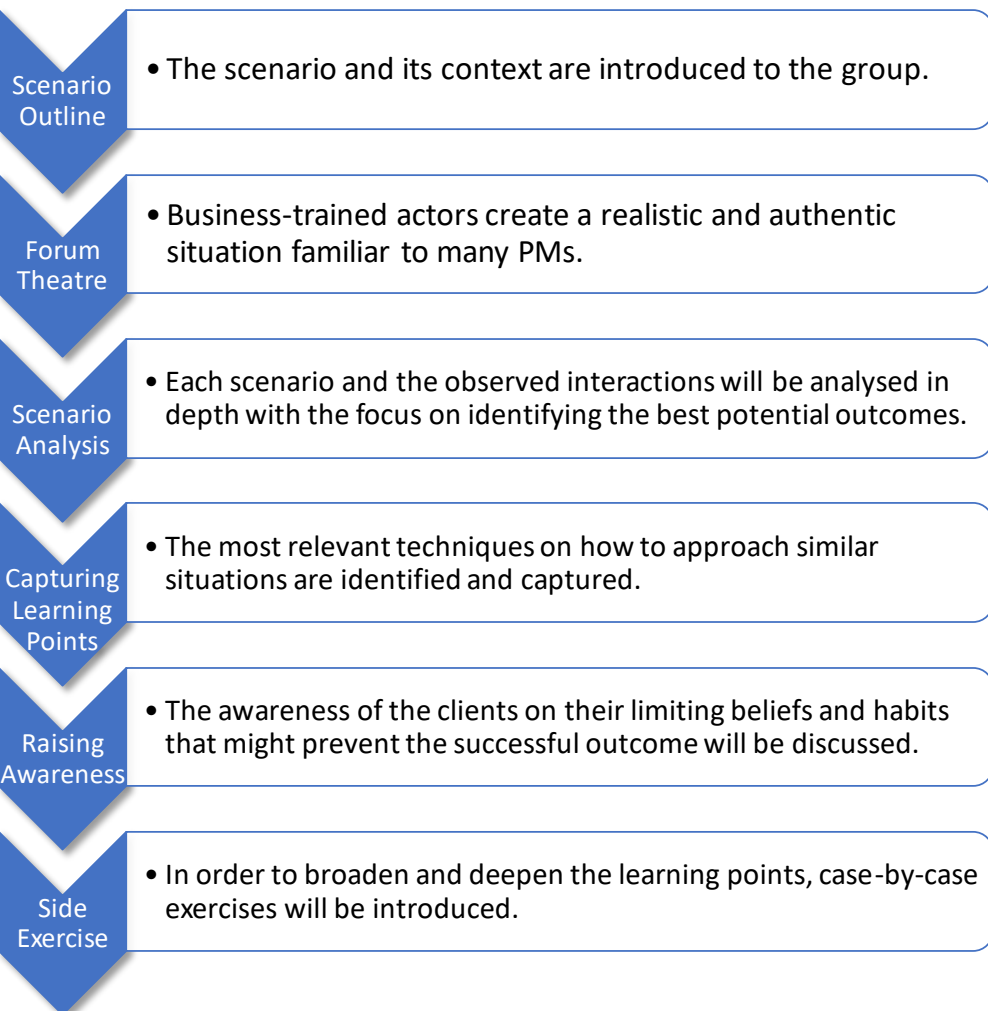 Scenario
Outline
• The scenario and its context are introduced to the group.
Forum
Theatre
• Business-trained actors create a realistic and authentic
situation familiar to many PMs.
Scenario
Analysis
• Each scenario and the observed interactions will be analysed in
depth with the focus on identifying the best potential outcomes.
Capturing
Learning
Points
• The most relevant techniques on how to approach similar
situations are identified and captured.
Raising
Awareness
• The awareness of the clients on their limiting beliefs and habits
that might prevent the successful outcome will be discussed.
Side
Exercise
• In order to broaden and deepen the learning points, case-by-case
exercises will be introduced.